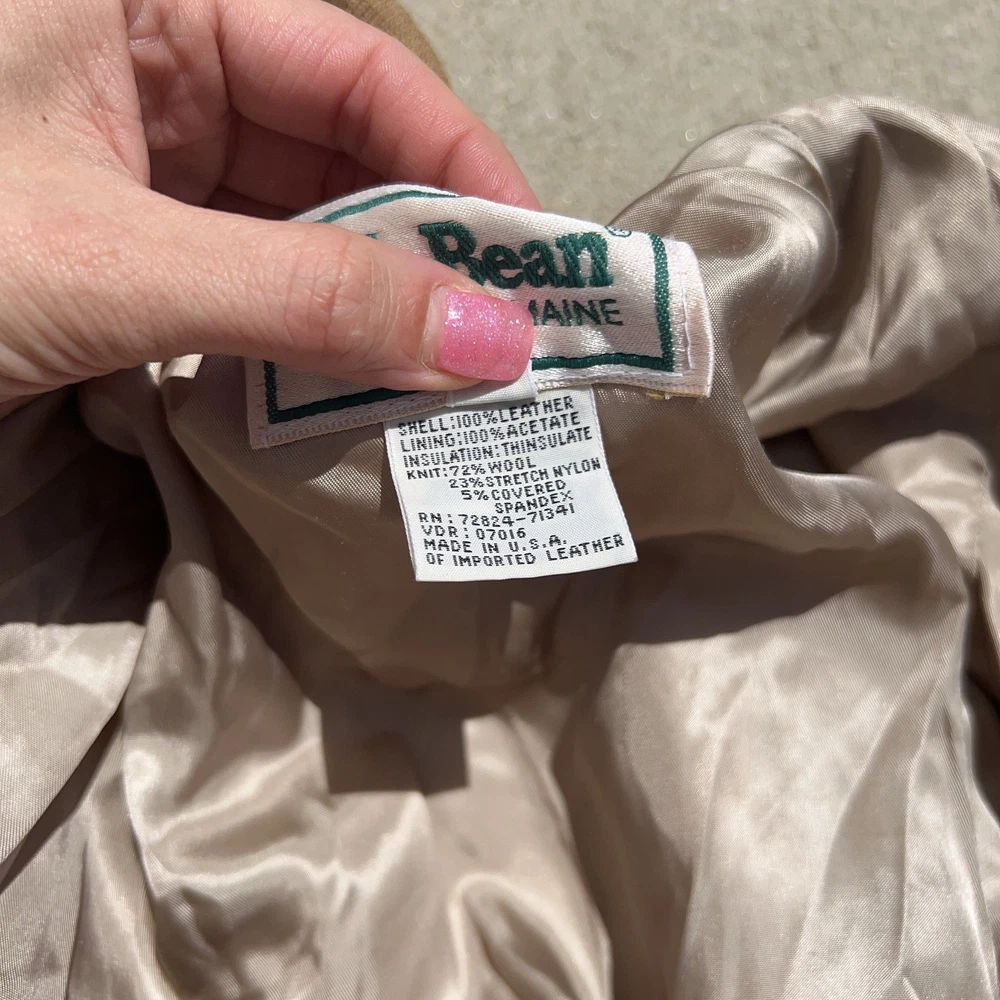 Bean®
MAINE
SHELL:100%LEATHER
LINING:100%ACETATE
INSULATION:THINSULATE
KNIT:72%WOOL
23%STRETCH NYLON
5%COVERED
SPANDEX
RN:72824-71341
VDR:07016
MADE IN U.S.A.
OF IMPORTED LEATHER